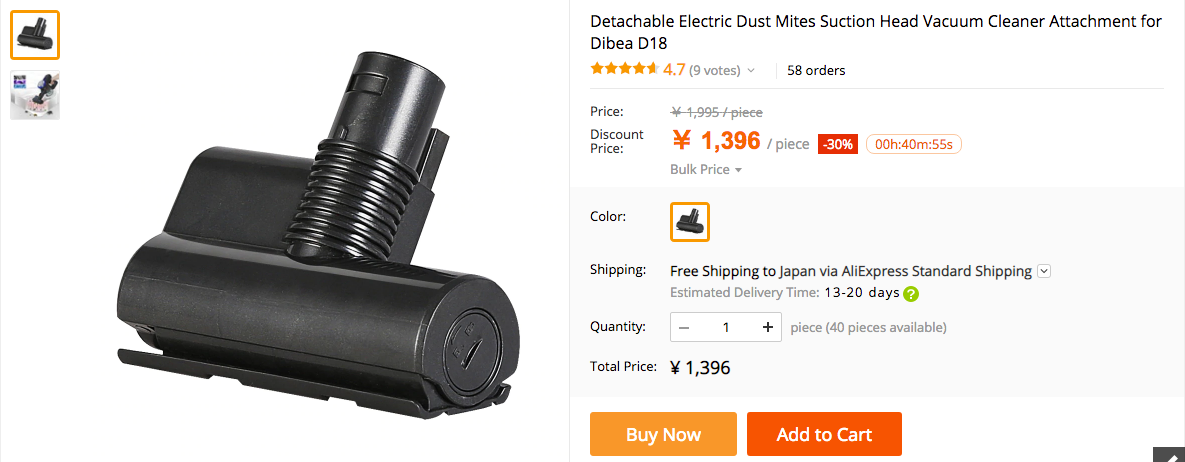 Detachable Electric Dust Mites Suction Head Vacuum Cleaner Attachment for
Dibea D18
4.7 (9 votes)
58 orders
Price:
¥ 1,995 / piece
Discount
Price:
¥ 1,396 / piece
-30%
00h:40m:55s
Bulk Price
Color:
Shipping:
Free Shipping to Japan via AliExpress Standard Shipping
Estimated Delivery Time: 13-20 days ?
Quantity:
− 1 +
piece (40 pieces available)
Total Price:
¥ 1,396
Buy Now
Add to Cart